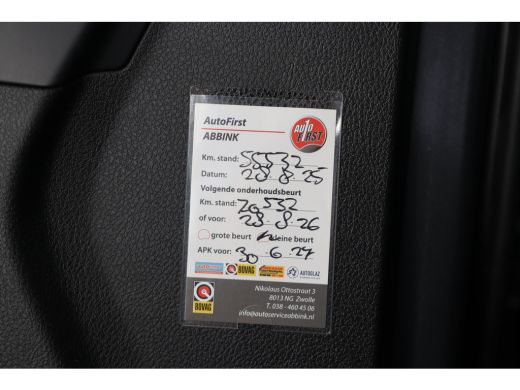 AutoFirst
ABBINK
AUTO FIRST
Km. stand: 55532
Datum: 28.8.25
Volgende onderhoudsbeurt
Km. stand: 70532
of voor: 28.8.26
grote beurt kleine beurt
APK voor: 30 6.27
BOVAG
AUTOGLAZ
BOVAG
Nikolaus Ottostraat 3
8013 NG Zwolle
T. 038 - 460 45 06
info@autoserviceabbink.nl